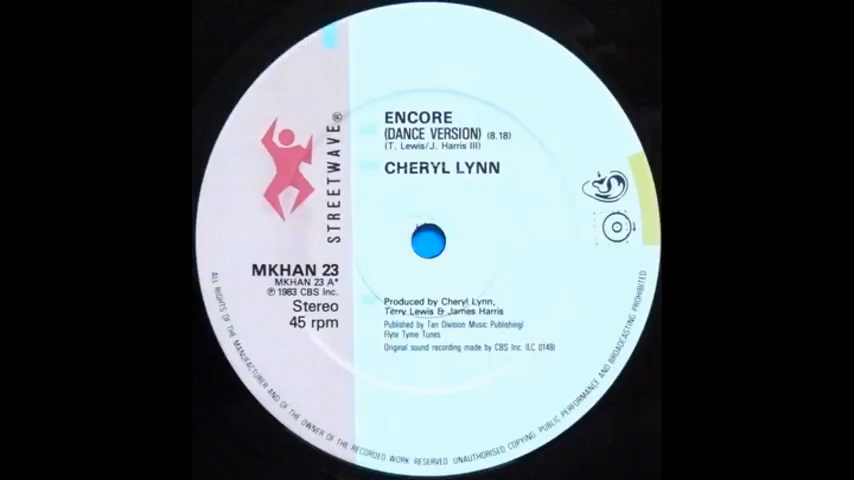 ENCORE
(DANCE VERSION) (8.18)
(T. Lewis/J. Harris III)
CHERYL LYNN
STREETWAVE®
MKHAN 23
MKHAN 23 A*
℗ 1983 CBS Inc.
Stereo
45 rpm
Produced by Cheryl Lynn,
Terry Lewis & James Harris
Published by Tan Division Music Publishing/
Flyte Tyme Tunes
Original sound recording made by CBS Inc. (LC 0149)
ALL RIGHTS OF THE MANUFACTURER AND OF THE OWNER OF THE RECORDED WORK RESERVED. UNAUTHORISED COPYING, PUBLIC PERFORMANCE AND BROADCASTING PROHIBITED